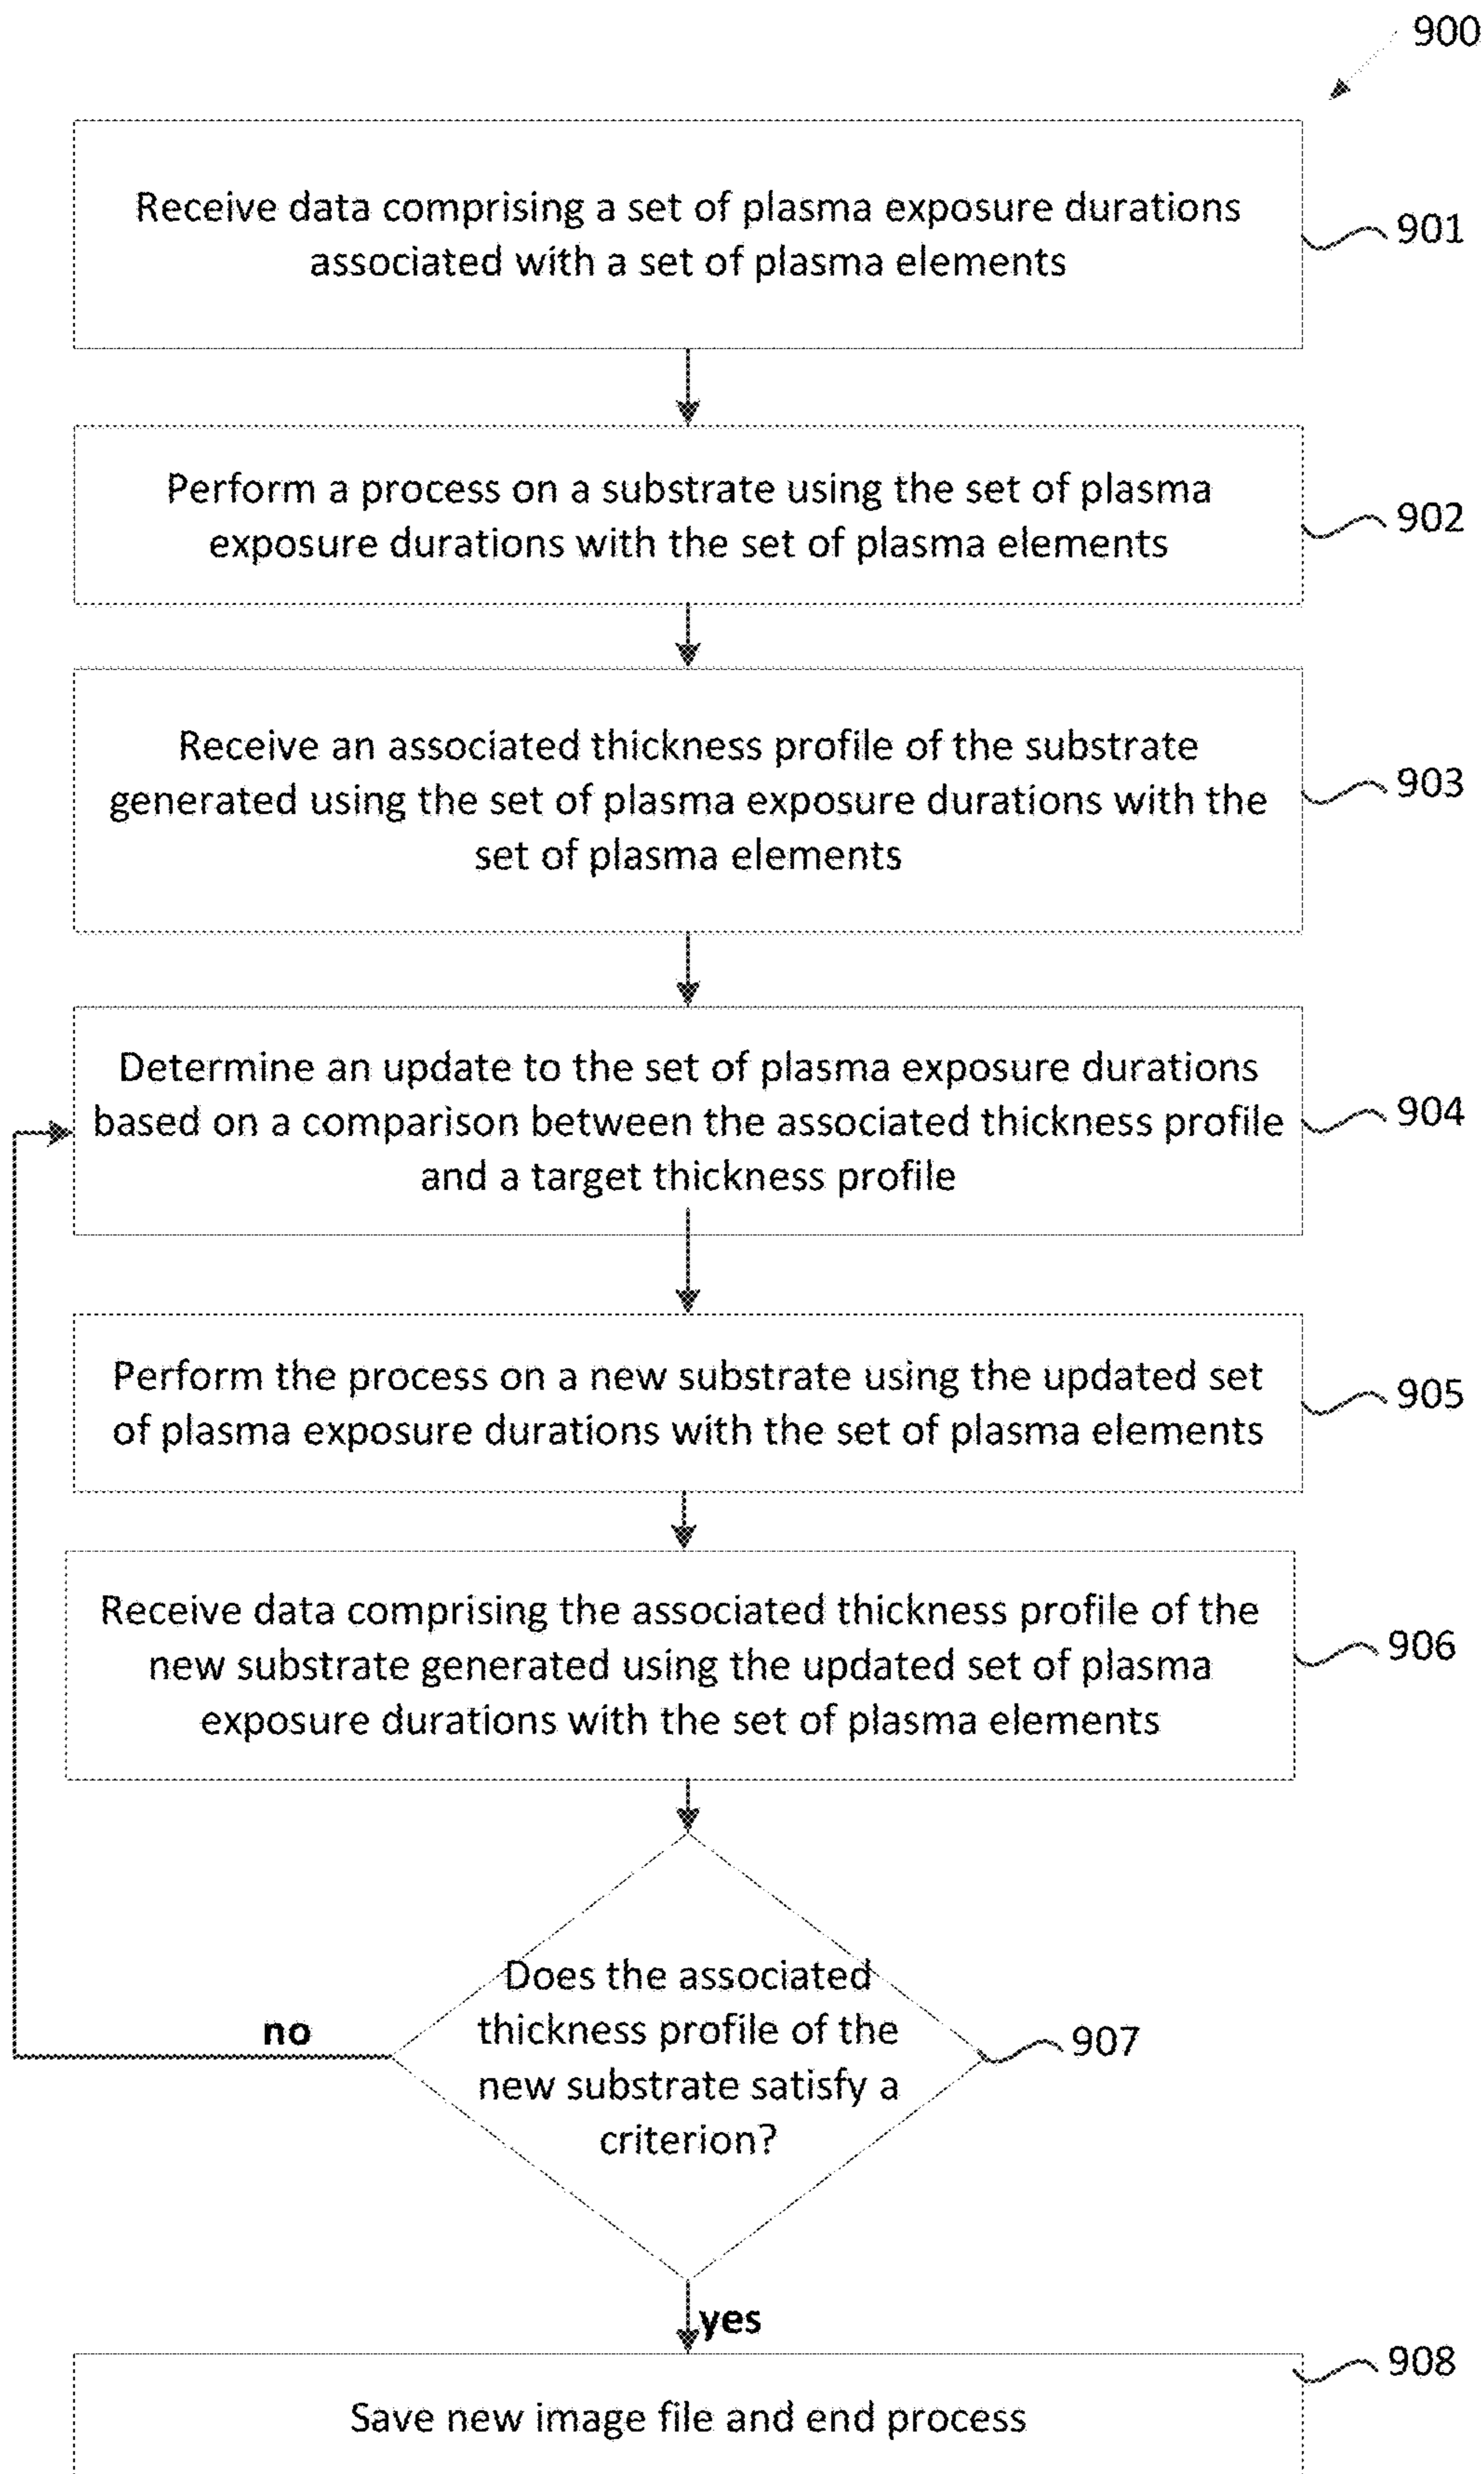 900
Receive data comprising a set of plasma exposure durations
associated with a set of plasma elements
901
Perform a process on a substrate using the set of plasma
exposure durations with the set of plasma elements
902
Receive an associated thickness profile of the substrate
generated using the set of plasma exposure durations with the
set of plasma elements
903
Determine an update to the set of plasma exposure durations
based on a comparison between the associated thickness profile
and a target thickness profile
904
Perform the process on a new substrate using the updated set
of plasma exposure durations with the set of plasma elements
905
Receive data comprising the associated thickness profile of the
new substrate generated using the updated set of plasma
exposure durations with the set of plasma elements
906
Does the associated
thickness profile of the
new substrate satisfy a
criterion?
907
no
yes
908
Save new image file and end process